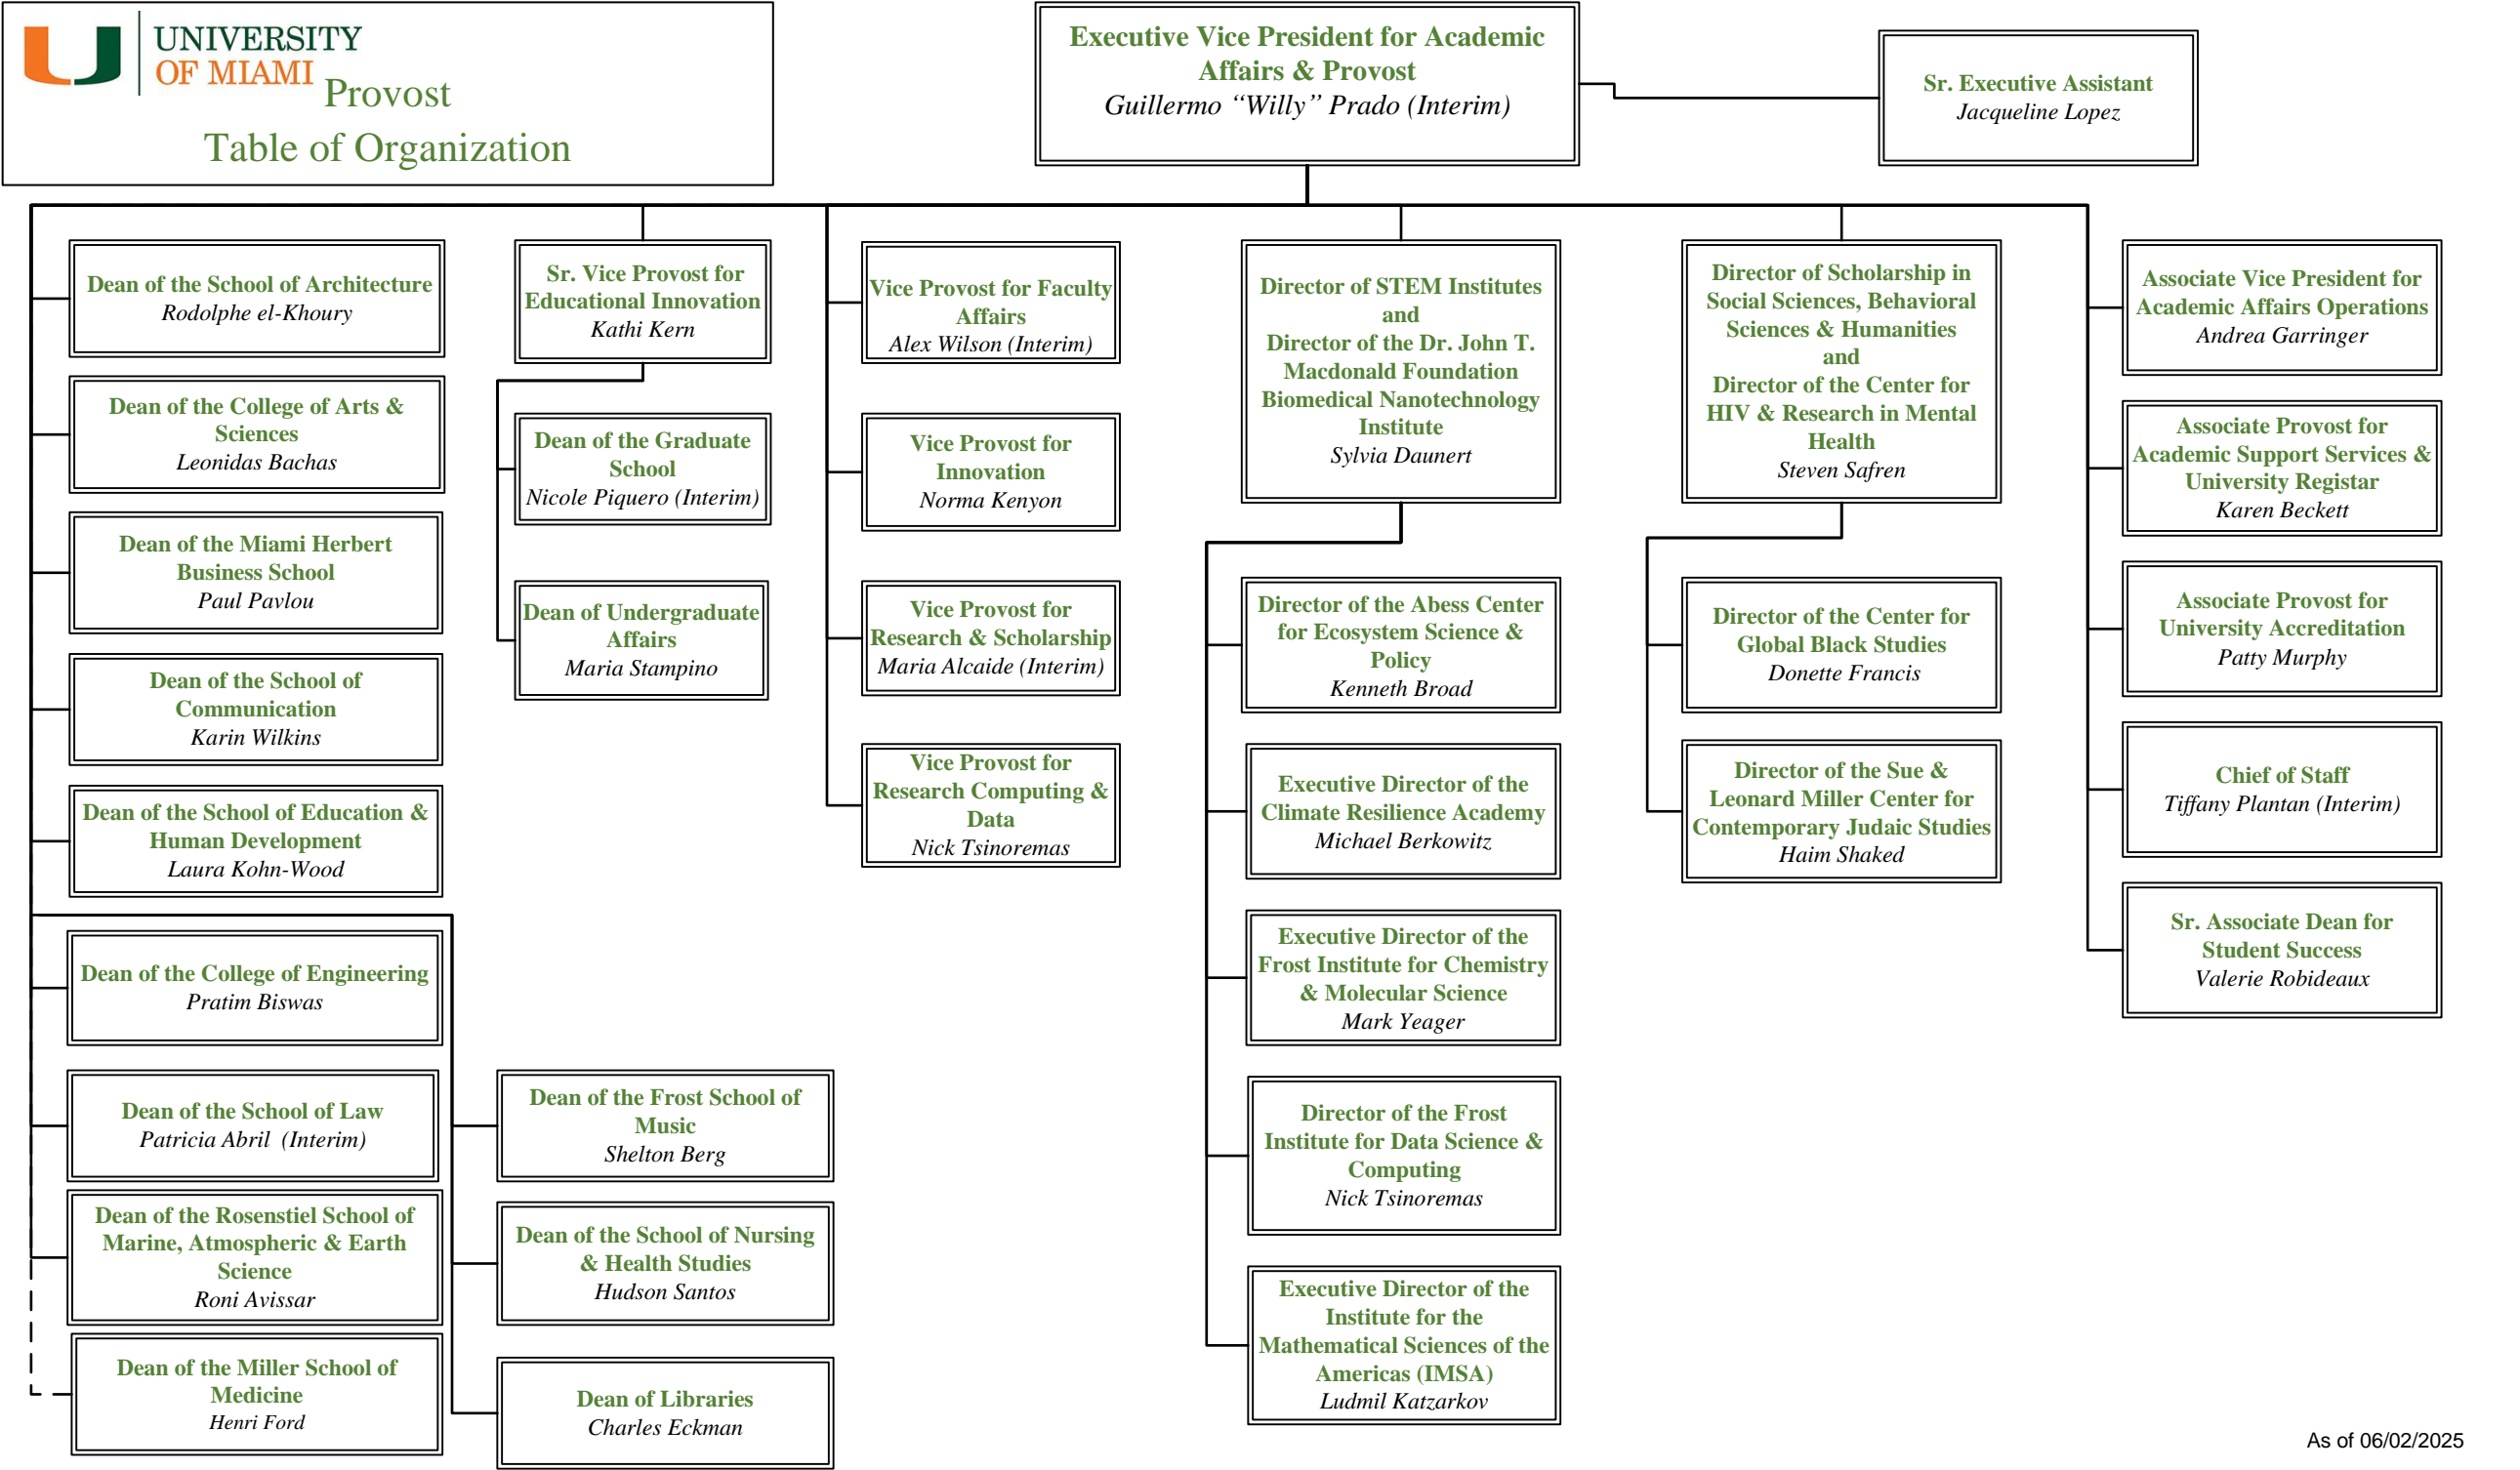 UNIVERSITY
OF MIAMI
Provost
Table of Organization
Executive Vice President for Academic
Affairs & Provost
Guillermo “Willy” Prado (Interim)
Sr. Executive Assistant
Jacqueline Lopez
Dean of the School of Architecture
Rodolphe el-Khoury
Dean of the College of Arts &
Sciences
Leonidas Bachas
Dean of the Miami Herbert
Business School
Paul Pavlou
Dean of the School of
Communication
Karin Wilkins
Dean of the School of Education &
Human Development
Laura Kohn-Wood
Dean of the College of Engineering
Pratim Biswas
Dean of the School of Law
Patricia Abril  (Interim)
Dean of the Rosenstiel School of
Marine, Atmospheric & Earth
Science
Roni Avissar
Dean of the Miller School of
Medicine
Henri Ford
Dean of the Frost School of
Music
Shelton Berg
Dean of the School of Nursing
& Health Studies
Hudson Santos
Dean of Libraries
Charles Eckman
Sr. Vice Provost for
Educational Innovation
Kathi Kern
Dean of the Graduate
School
Nicole Piquero (Interim)
Dean of Undergraduate
Affairs
Maria Stampino
Vice Provost for Faculty
Affairs
Alex Wilson (Interim)
Vice Provost for
Innovation
Norma Kenyon
Vice Provost for
Research & Scholarship
Maria Alcaide (Interim)
Vice Provost for
Research Computing &
Data
Nick Tsinoremas
Director of STEM Institutes
and
Director of the Dr. John T.
Macdonald Foundation
Biomedical Nanotechnology
Institute
Sylvia Daunert
Director of the Abess Center
for Ecosystem Science &
Policy
Kenneth Broad
Executive Director of the
Climate Resilience Academy
Michael Berkowitz
Executive Director of the
Frost Institute for Chemistry
& Molecular Science
Mark Yeager
Director of the Frost
Institute for Data Science &
Computing
Nick Tsinoremas
Executive Director of the
Institute for the
Mathematical Sciences of the
Americas (IMSA)
Ludmil Katzarkov
Director of Scholarship in
Social Sciences, Behavioral
Sciences & Humanities
and
Director of the Center for
HIV & Research in Mental
Health
Steven Safren
Director of the Center for
Global Black Studies
Donette Francis
Director of the Sue &
Leonard Miller Center for
Contemporary Judaic Studies
Haim Shaked
Associate Vice President for
Academic Affairs Operations
Andrea Garringer
Associate Provost for
Academic Support Services &
University Registar
Karen Beckett
Associate Provost for
University Accreditation
Patty Murphy
Chief of Staff
Tiffany Plantan (Interim)
Sr. Associate Dean for
Student Success
Valerie Robideaux
As of 06/02/2025